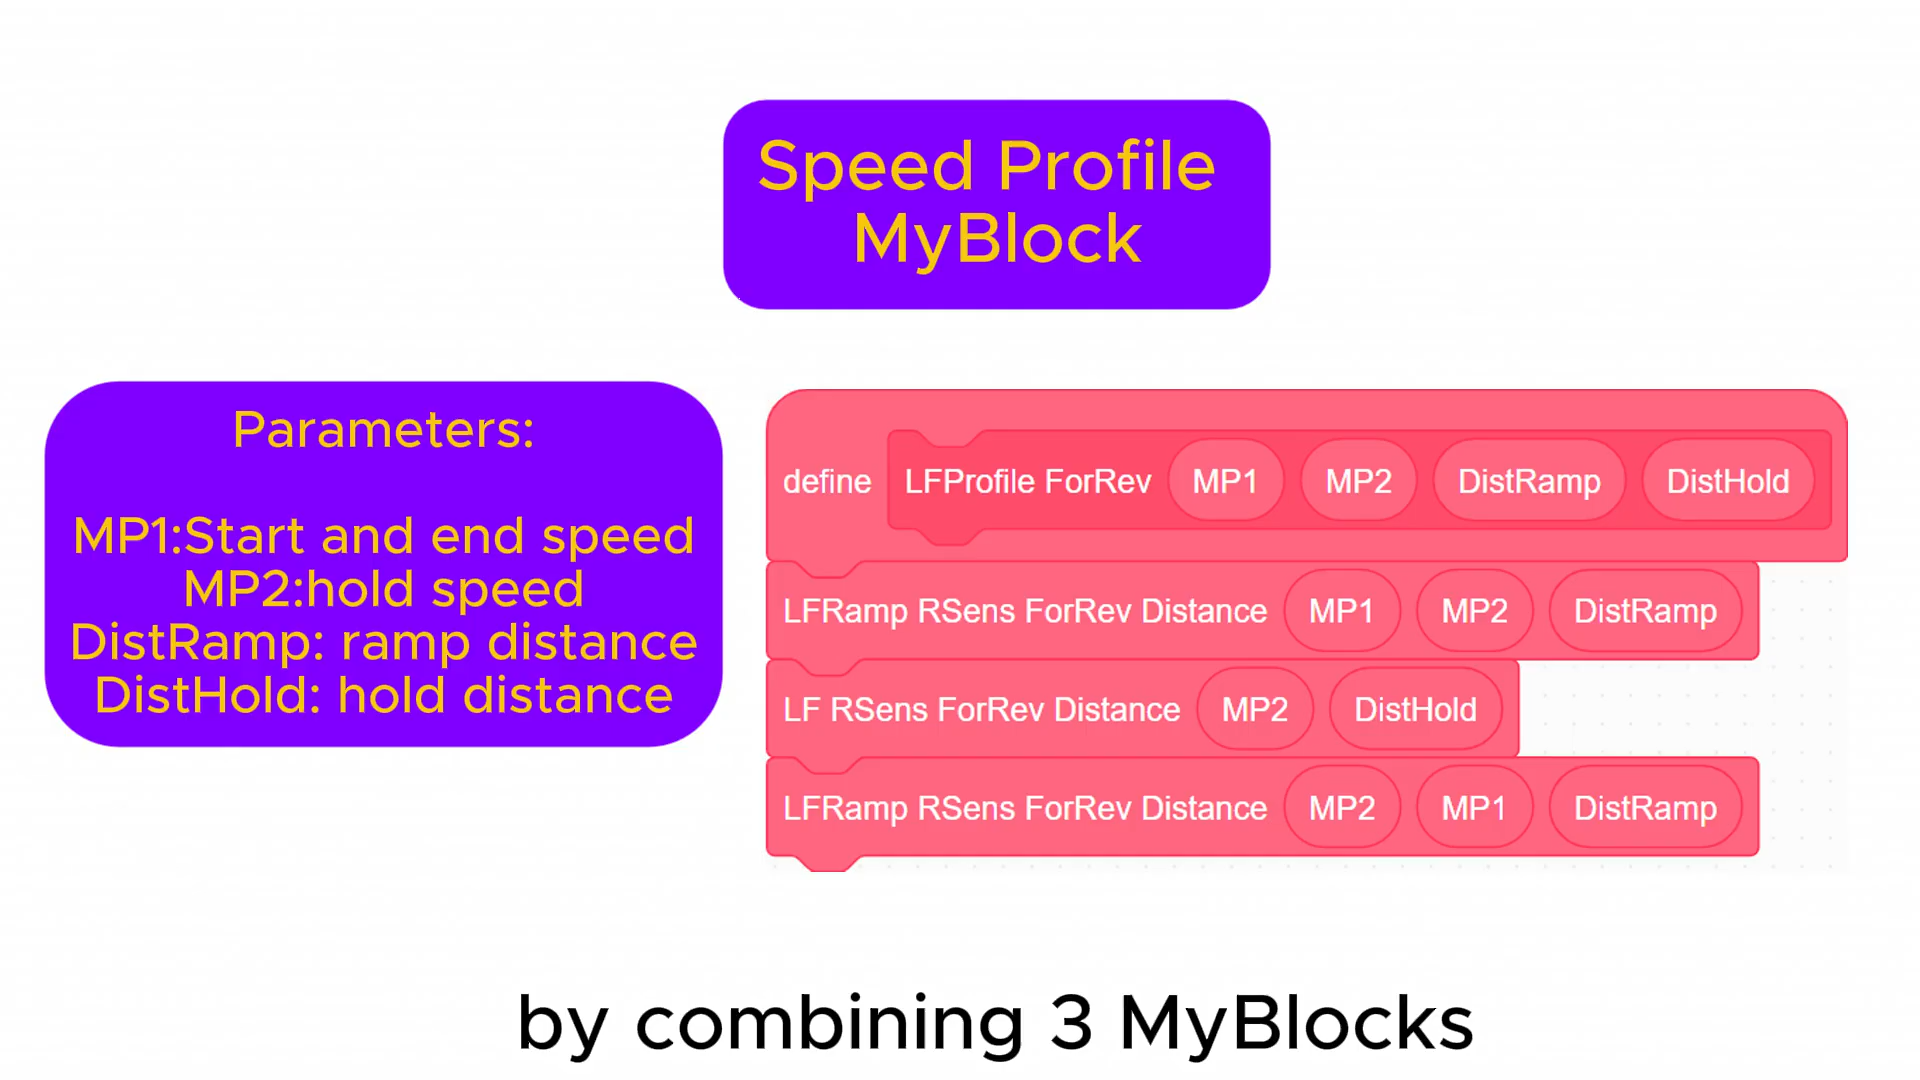 Speed Profile
MyBlock
Parameters:
MP1:Start and end speed
MP2:hold speed
DistRamp: ramp distance
DistHold: hold distance
define LFProfile ForRev MP1 MP2 DistRamp DistHold
LFRamp RSens ForRev Distance MP1 MP2 DistRamp
LF RSens ForRev Distance MP2 DistHold
LFRamp RSens ForRev Distance MP2 MP1 DistRamp
by combining 3 MyBlocks